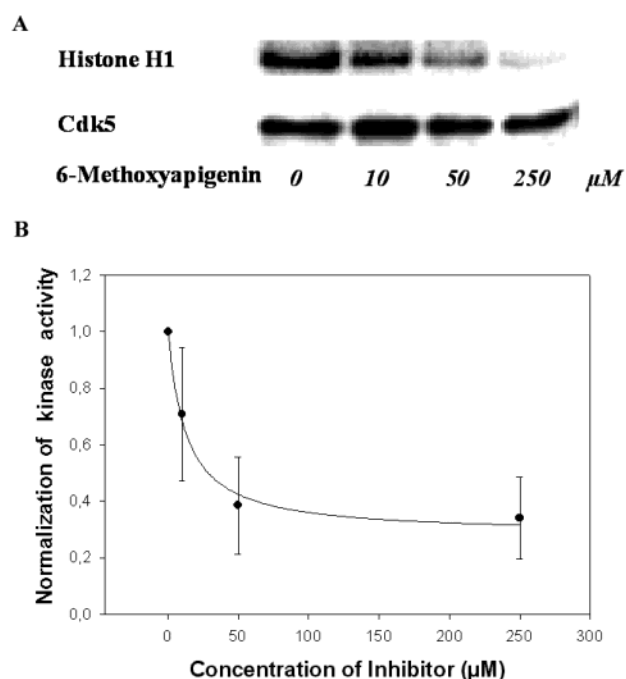 A
Histone H1
Cdk5
6-Methoxyapigenin 0 10 50 250 µM
B
Normalization of kinase activity
1,2
1,0
0,8
0,6
0,4
0,2
0,0
0 50 100 150 200 250 300
Concentration of Inhibitor (µM)